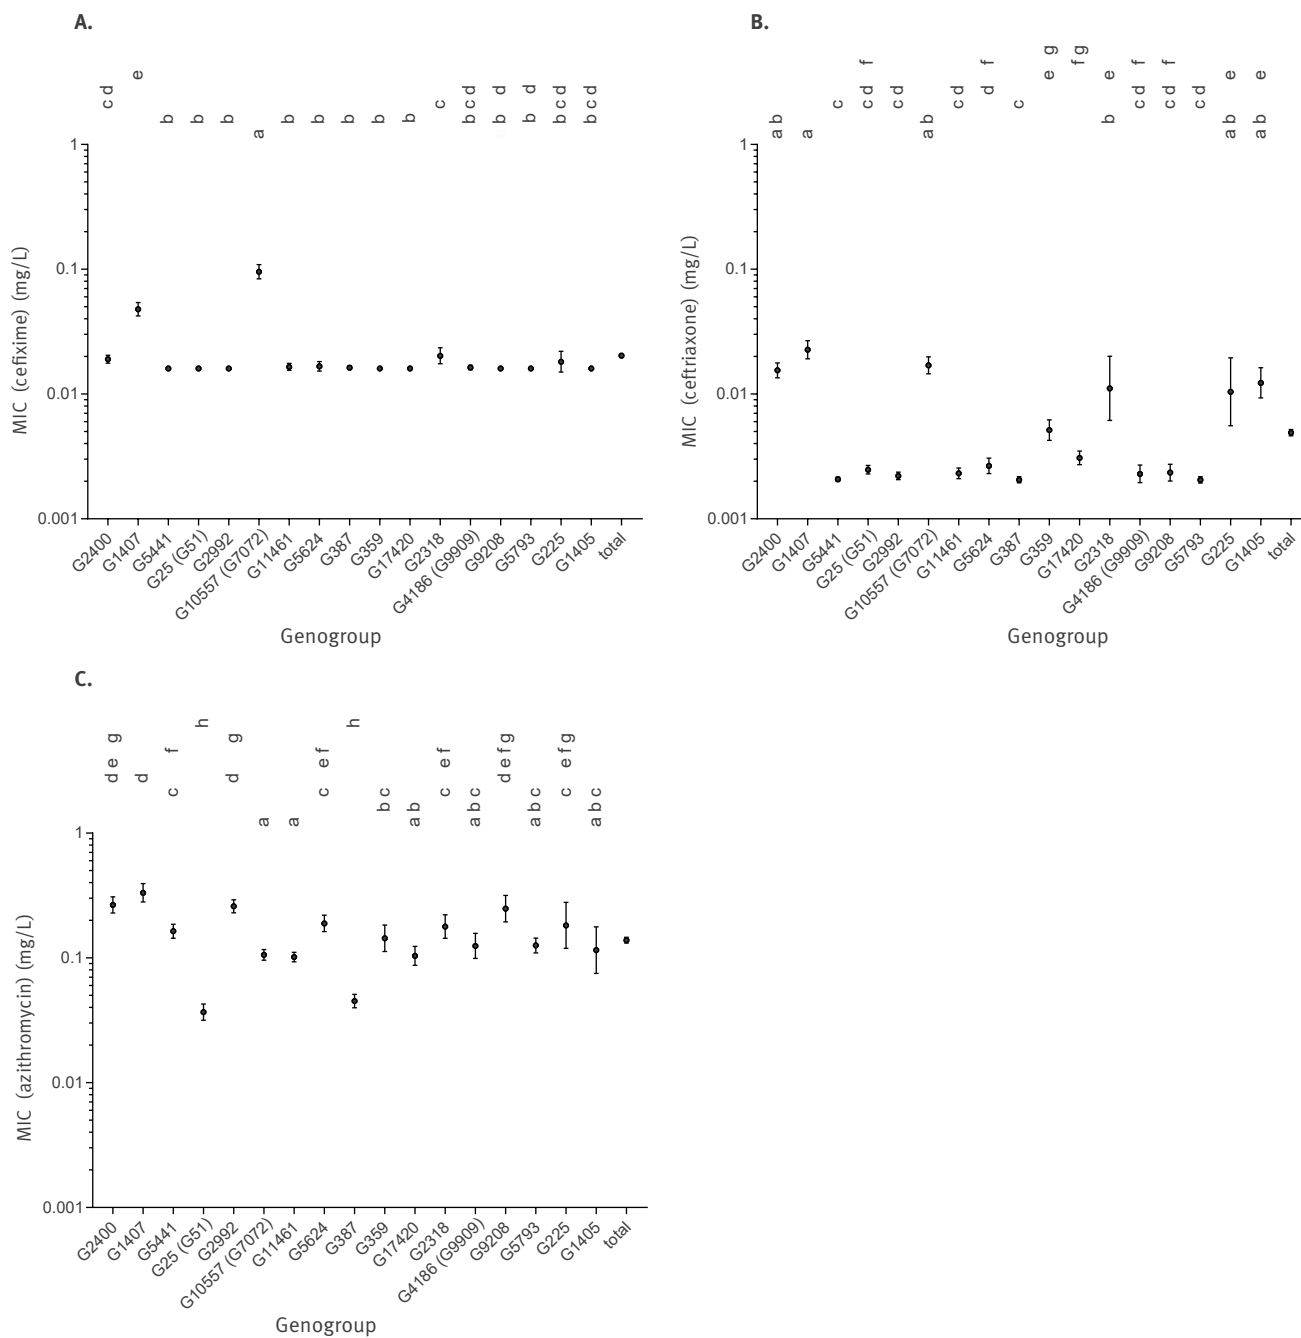 A.
c d
e
b
b
b
a
b
b
b
b
b
c
b c d
b d
b d
b c d
b c d
1
0.1
0.01
0.001
MIC (cefixime) (mg/L)
G2400
G1407
G5441
G25 (G51)
G2992
G10557 (G7072)
G11461
G5624
G387
G359
G17420
G2318
G4186 (G9909)
G9208
G5793
G225
G1405
total
Genogroup
B.
a b
a
c
c d f
c d
a b
c d
d f
c
e g
f g
b e
c d f
c d f
c d
a b e
a b e
1
0.1
0.01
0.001
MIC (ceftriaxone) (mg/L)
G2400
G1407
G5441
G25 (G51)
G2992
G10557 (G7072)
G11461
G5624
G387
G359
G17420
G2318
G4186 (G9909)
G9208
G5793
G225
G1405
total
Genogroup
C.
d e g
d
c f
h
d g
a
a
c e f
h
b c
a b
c e f
a b c
d e f g
a b c
c e f g
a b c
1
0.1
0.01
0.001
MIC (azithromycin) (mg/L)
G2400
G1407
G5441
G25 (G51)
G2992
G10557 (G7072)
G11461
G5624
G387
G359
G17420
G2318
G4186 (G9909)
G9208
G5793
G225
G1405
total
Genogroup